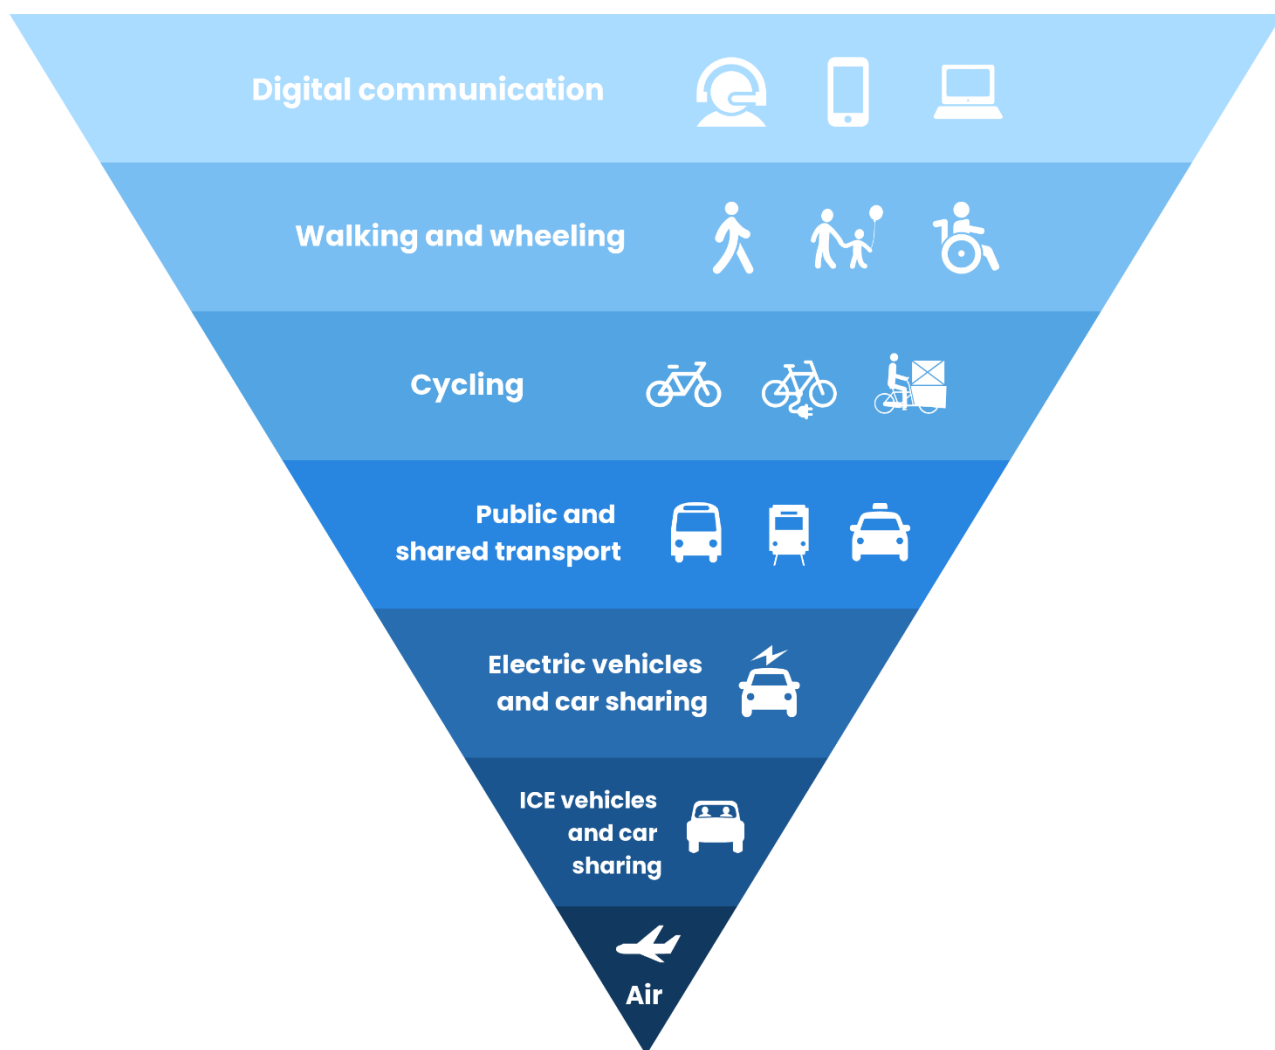 Digital communication
Walking and wheeling
Cycling
Public and
shared transport
Electric vehicles
and car sharing
ICE vehicles
and car
sharing
Air